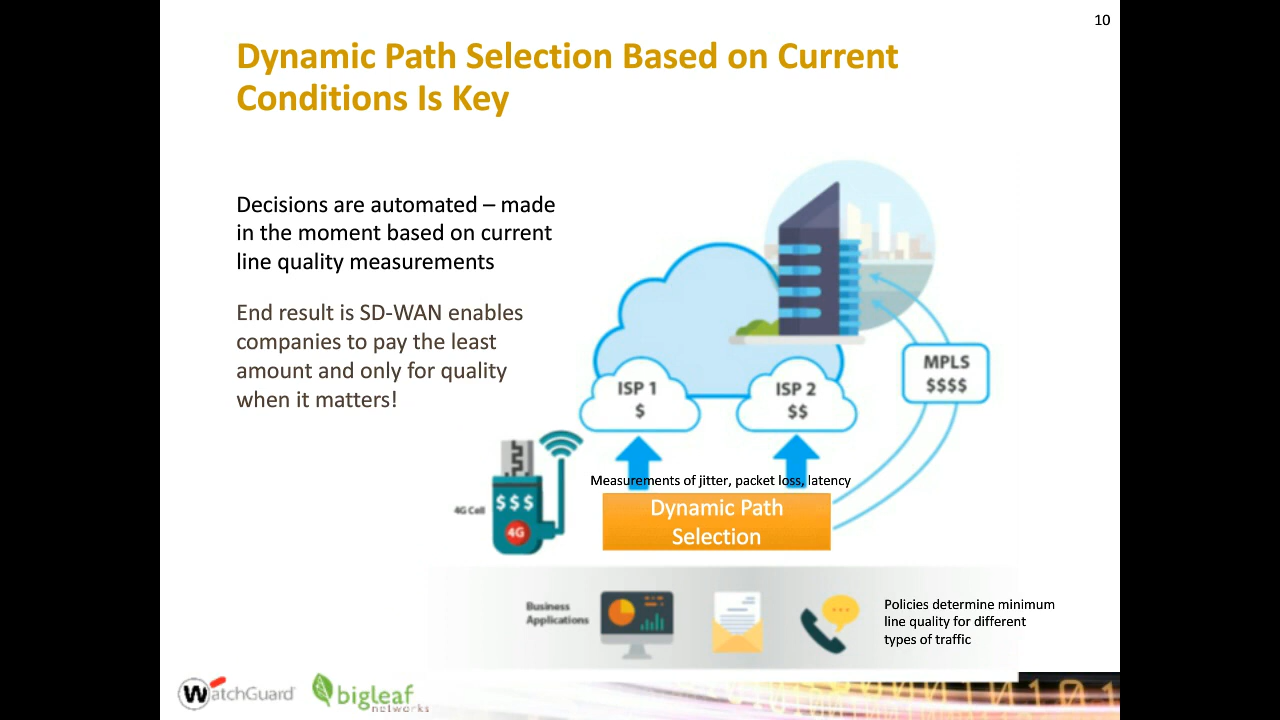 10
Dynamic Path Selection Based on Current
Conditions Is Key
Decisions are automated – made
in the moment based on current
line quality measurements
End result is SD-WAN enables
companies to pay the least
amount and only for quality
when it matters!
ISP 1
$
ISP 2
$$
MPLS
$$$$
4G Cell
$$$
4G
Measurements of jitter, packet loss, latency
Dynamic Path
Selection
Business
Applications
Policies determine minimum
line quality for different
types of traffic
WatchGuard
bigleaf
networks